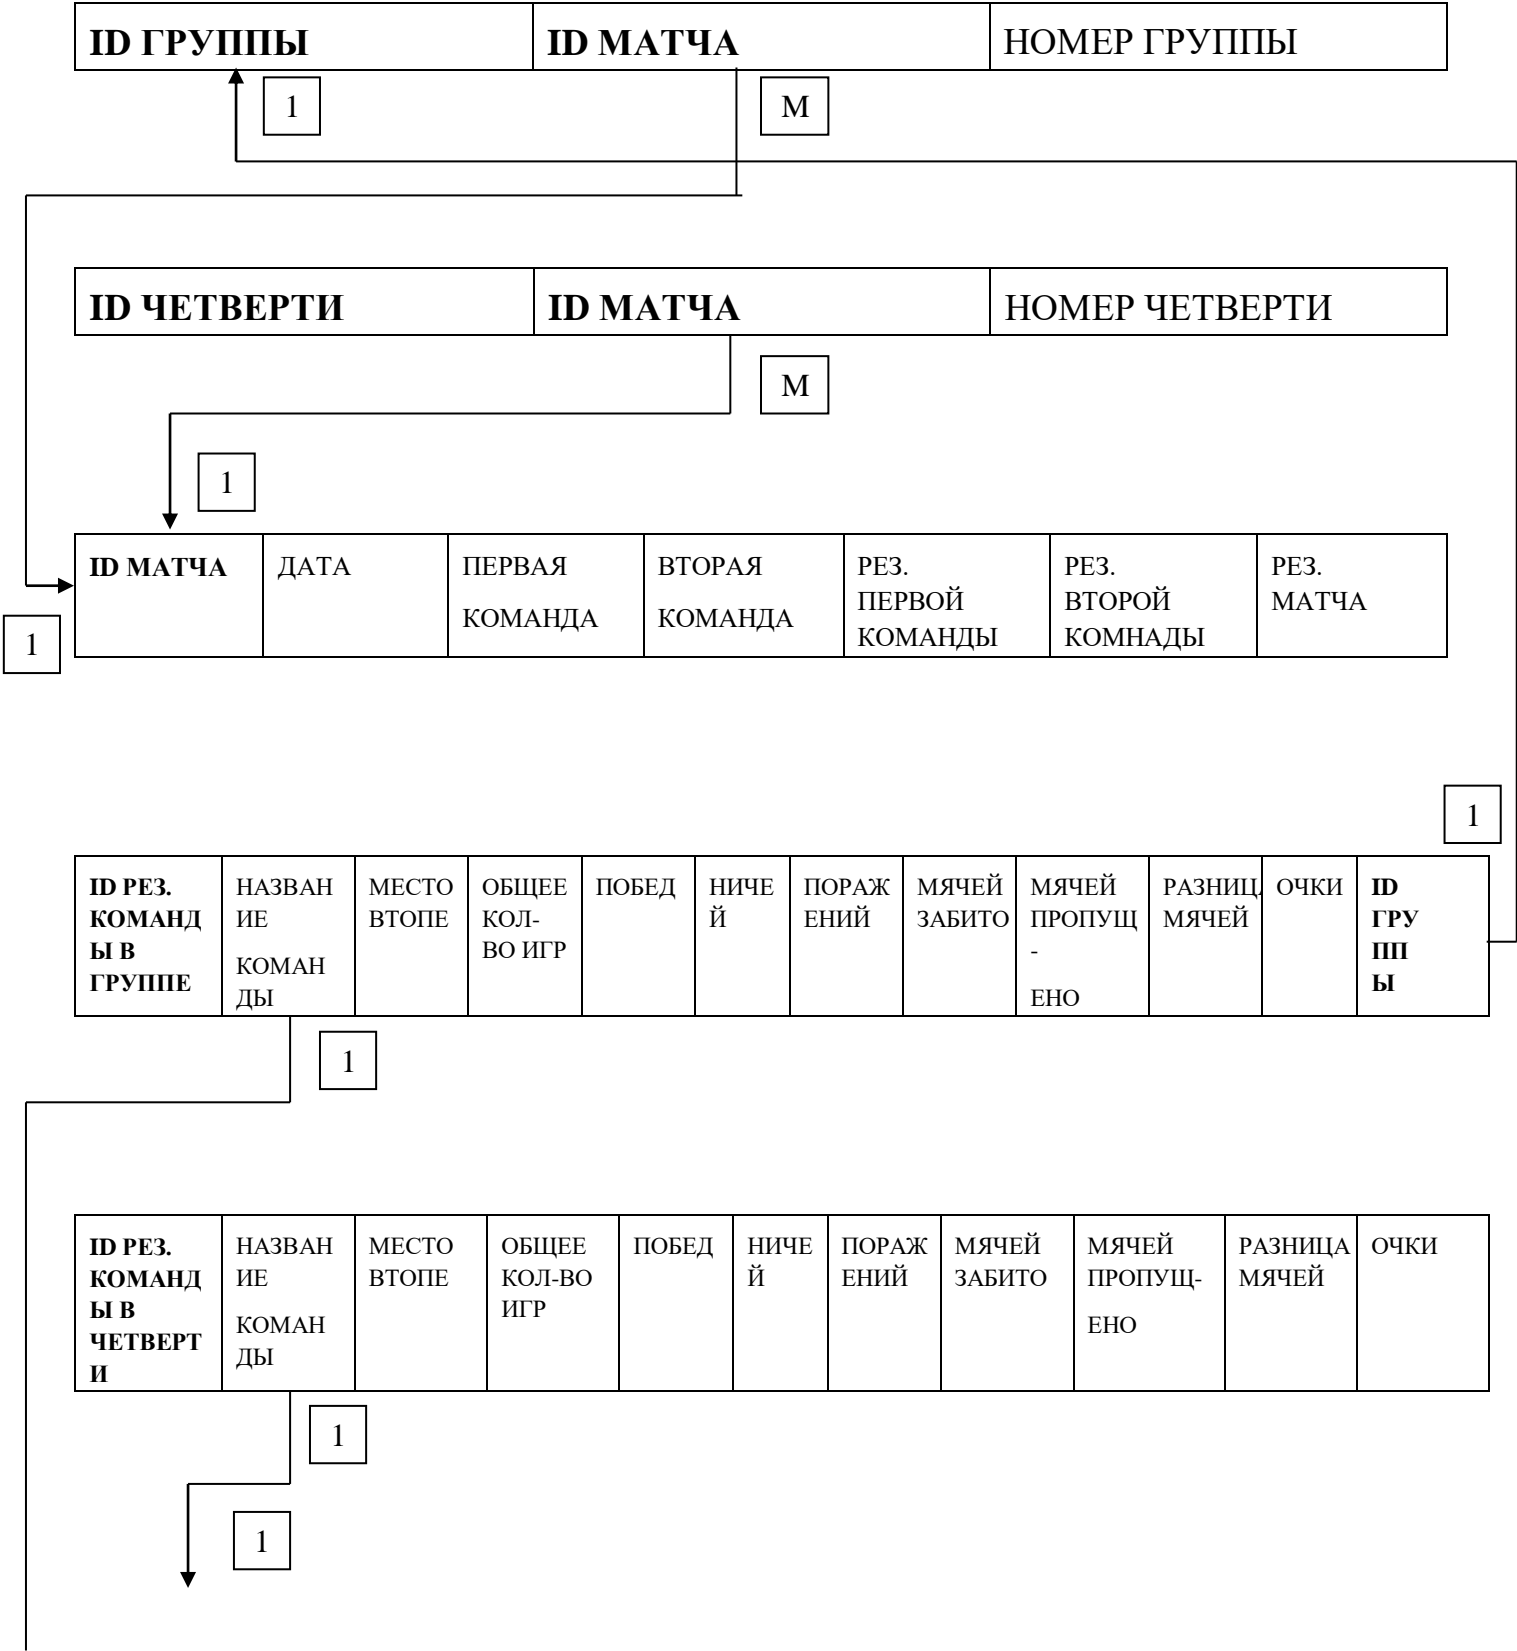 ID ГРУППЫ
ID МАТЧА
НОМЕР ГРУППЫ
1
М
ID ЧЕТВЕРТИ
ID МАТЧА
НОМЕР ЧЕТВЕРТИ
М
1
ID МАТЧА
ДАТА
ПЕРВАЯ
КОМАНДА
ВТОРАЯ
КОМАНДА
РЕЗ.
ПЕРВОЙ
КОМАНДЫ
РЕЗ.
ВТОРОЙ
КОМНАДЫ
РЕЗ.
МАТЧА
1
1
ID РЕЗ.
КОМАНД
Ы В
ГРУППЕ
НАЗВАН
ИЕ
КОМАН
ДЫ
МЕСТО
ВТОПЕ
ОБЩЕЕ
КОЛ-
ВО ИГР
ПОБЕД
НИЧЕ
Й
ПОРАЖ
ЕНИЙ
МЯЧЕЙ
ЗАБИТО
МЯЧЕЙ
ПРОПУЩ
-
ЕНО
РАЗНИЦА
МЯЧЕЙ
ОЧКИ
ID
ГРУ
ПП
Ы
1
ID РЕЗ.
КОМАНД
Ы В
ЧЕТВЕРТ
И
НАЗВАН
ИЕ
КОМАН
ДЫ
МЕСТО
ВТОПЕ
ОБЩЕЕ
КОЛ-ВО
ИГР
ПОБЕД
НИЧЕ
Й
ПОРАЖ
ЕНИЙ
МЯЧЕЙ
ЗАБИТО
МЯЧЕЙ
ПРОПУЩ-
ЕНО
РАЗНИЦА
МЯЧЕЙ
ОЧКИ
1
1